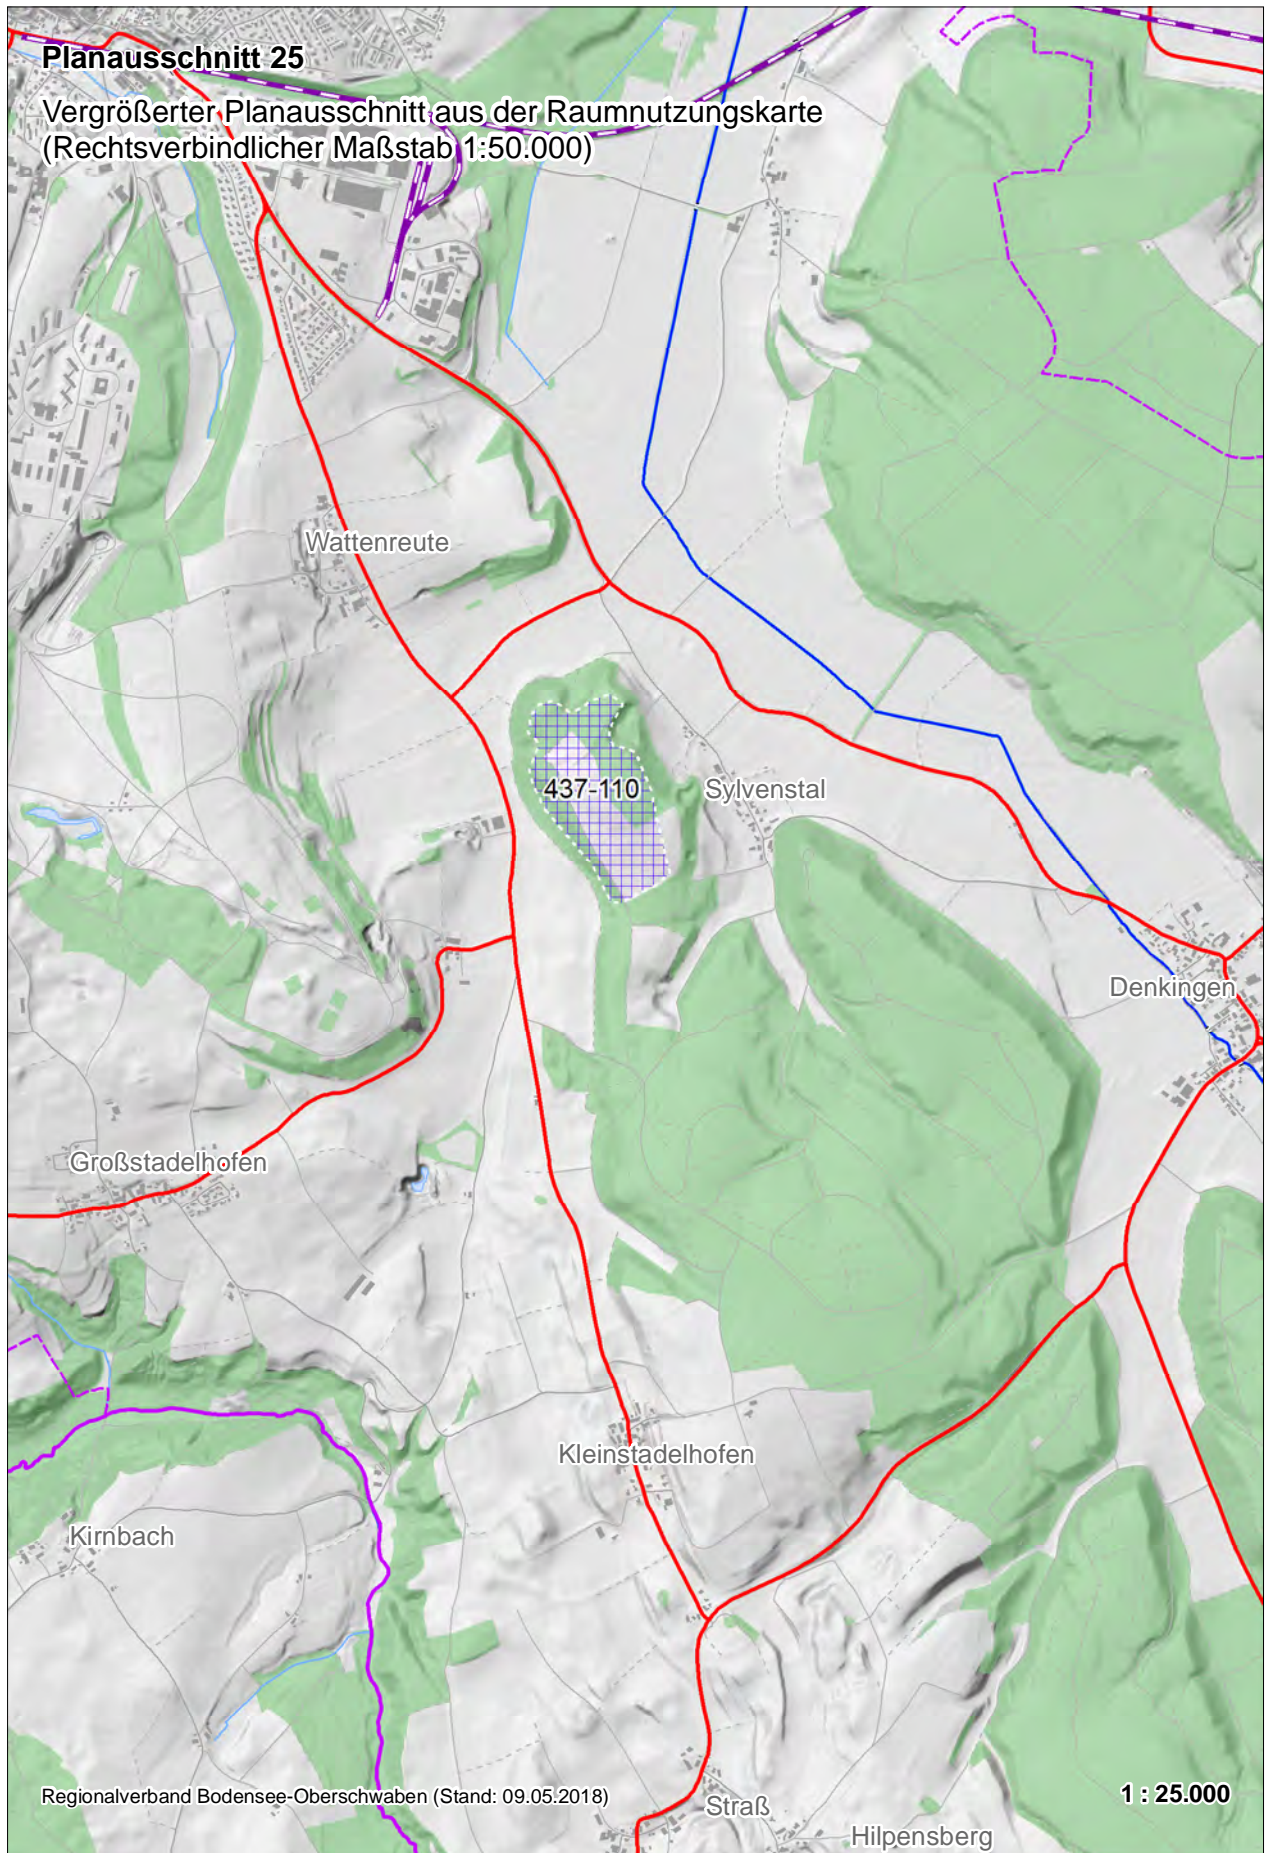 Planausschnitt 25
Vergrößerter Planausschnitt aus der Raumnutzungskarte
(Rechtsverbindlicher Maßstab 1:50.000)
Wattenreute
437-110
Sylvenstal
Denkingen
Großstadelhofen
Kleinstadelhofen
Kirnbach
Regionalverband Bodensee-Oberschwaben (Stand: 09.05.2018)
1 : 25.000
Straß
Hilpensberg